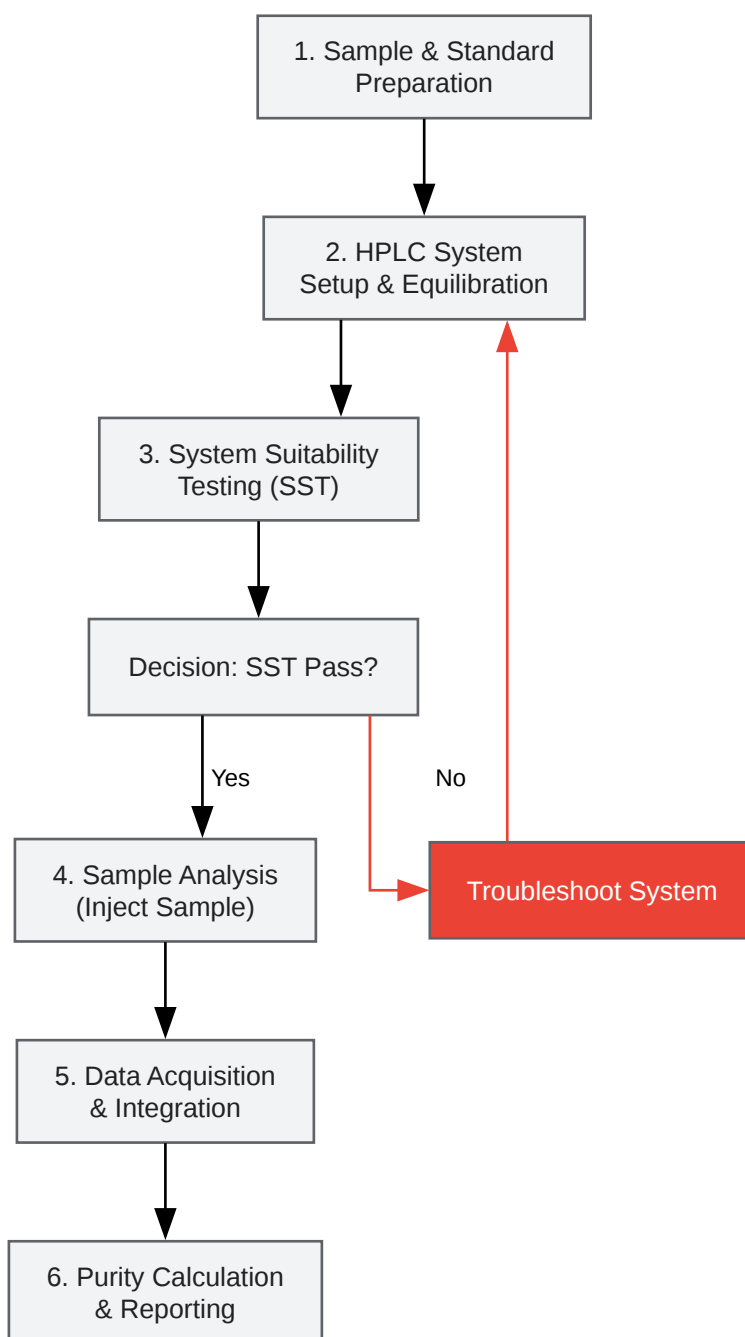 1. Sample & Standard
Preparation
2. HPLC System
Setup & Equilibration
3. System Suitability
Testing (SST)
Decision: SST Pass?
Yes
No
4. Sample Analysis
(Inject Sample)
Troubleshoot System
5. Data Acquisition
& Integration
6. Purity Calculation
& Reporting